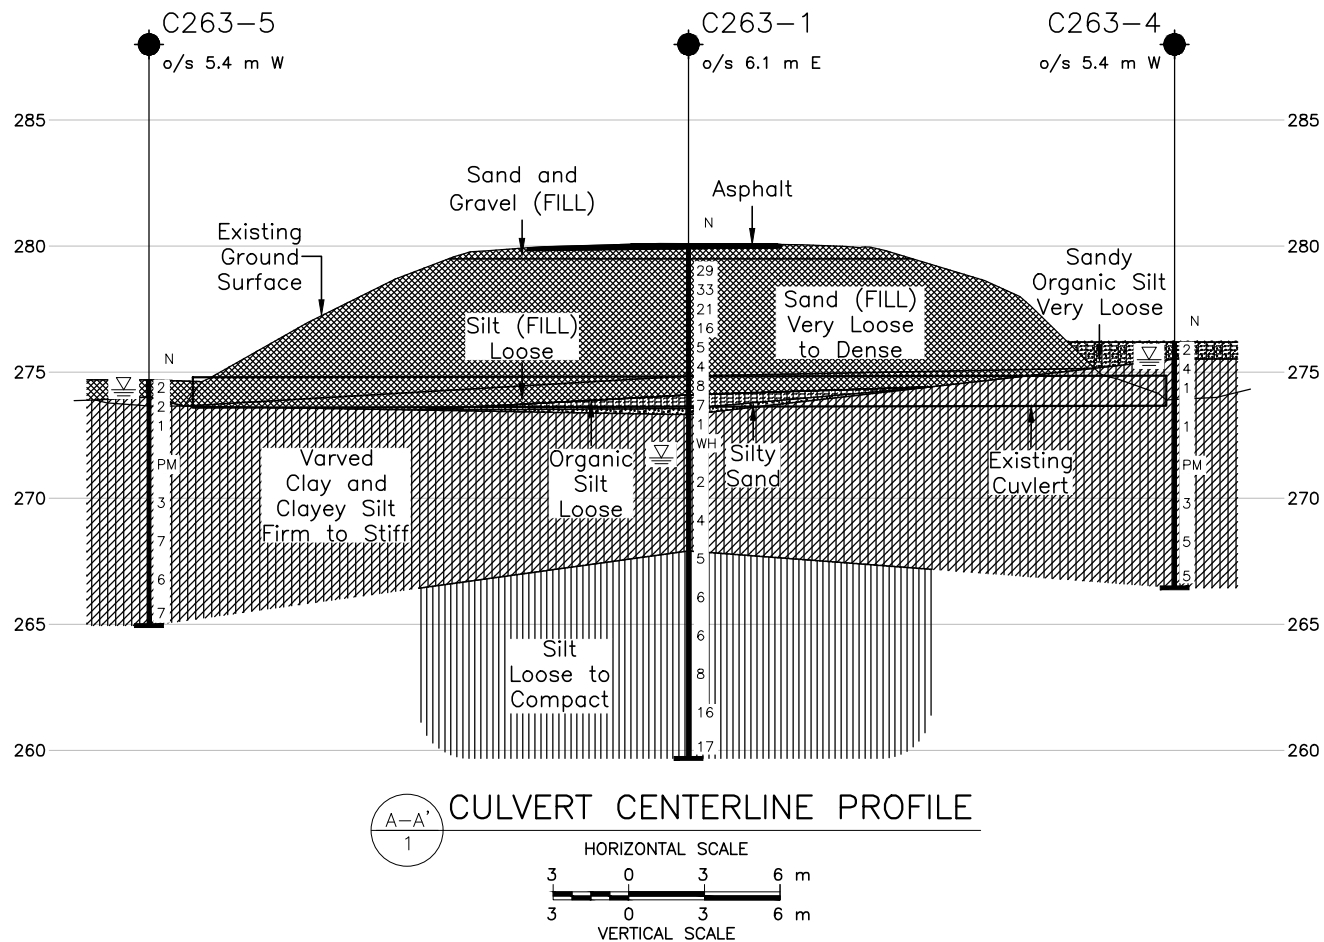 C263-5
o/s 5.4 m W
C263-1
o/s 6.1 m E
C263-4
o/s 5.4 m W
285
285
Sand and
Gravel (FILL)
Asphalt
Existing
Ground
Surface
N
280
280
Sandy
Organic Silt
Very Loose
29
33
21
16
5
4
8
7
1
WH
2
4
5
6
6
8
16
17
Sand (FILL)
Very Loose
to Dense
Silt (FILL)
Loose
N
2
4
1
1
PM
3
5
5
N
2
2
1
PM
3
7
6
7
275
275
Varved
Clay and
Clayey Silt
Firm to Stiff
Organic
Silt
Loose
Silty
Sand
Existing
Cuvlert
270
270
265
265
Silt
Loose to
Compact
260
260
A-A'
1
CULVERT CENTERLINE PROFILE
HORIZONTAL SCALE
3 0 3 6 m
3 0 3 6 m
VERTICAL SCALE